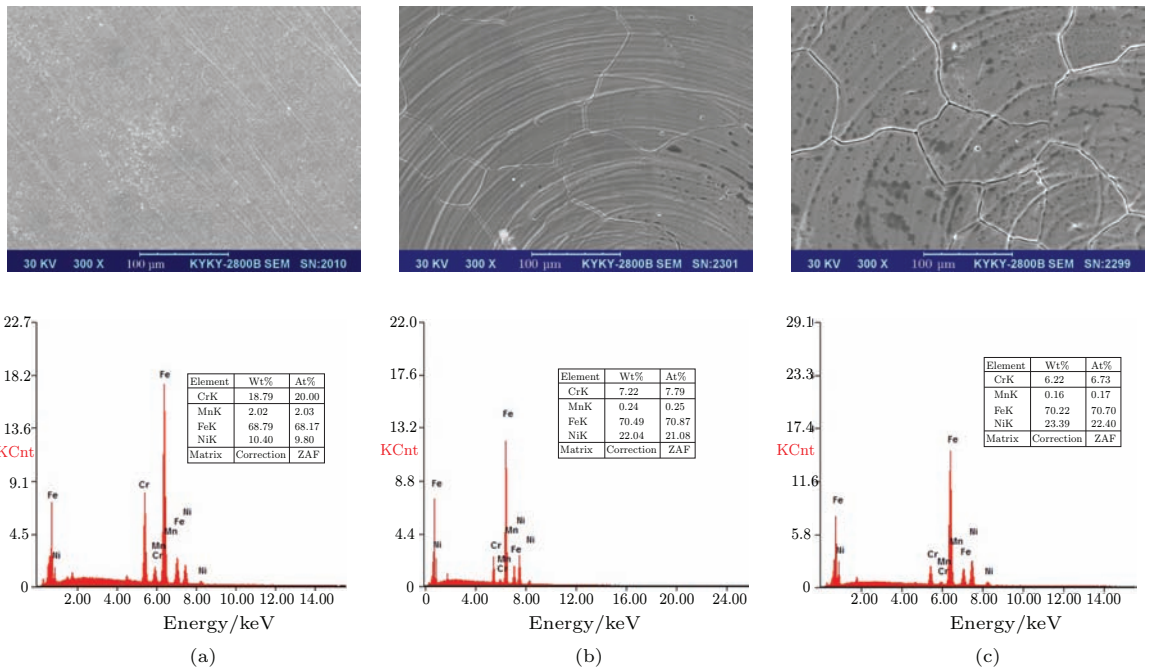 30 KV 300 X 100 μm KYKY-2800B SEM SN:2010
30 KV 300 X 100 μm KYKY-2800B SEM SN:2301
30 KV 300 X 100 μm KYKY-2800B SEM SN:2299
22.7
18.2
13.6
KCnt
9.1
4.5
0
Fe
Ni
Cr
Mn
Cr
Fe
Mn
Fe
Ni
Ni
Element Wt% At%
CrK 18.79 20.00
MnK 2.02 2.03
FeK 68.79 68.17
NiK 10.40 9.80
Matrix Correction ZAF
2.00 4.00 6.00 8.00 10.00 12.00 14.00
Energy/keV
(a)
22.0
17.6
13.2
KCnt
8.8
4.4
0
Fe
Ni
Cr
Mn
C
Fe
Mn
Fe
Ni
Ni
Element Wt% At%
CrK 7.22 7.79
MnK 0.24 0.25
FeK 70.49 70.87
NiK 22.04 21.08
Matrix Correction ZAF
0 4.00 8.00 12.00 16.00 20.00 24.00
Energy/keV
(b)
29.1
23.3
17.4
KCnt
11.6
5.8
0
Fe
Ni
Cr
Mn
Cr
Fe
Mn
Fe
Ni
Ni
Element Wt% At%
CrK 6.22 6.73
MnK 0.16 0.17
FeK 70.22 70.70
NiK 23.39 22.40
Matrix Correction ZAF
2.00 4.00 6.00 8.00 10.00 12.00 14.00
Energy/keV
(c)